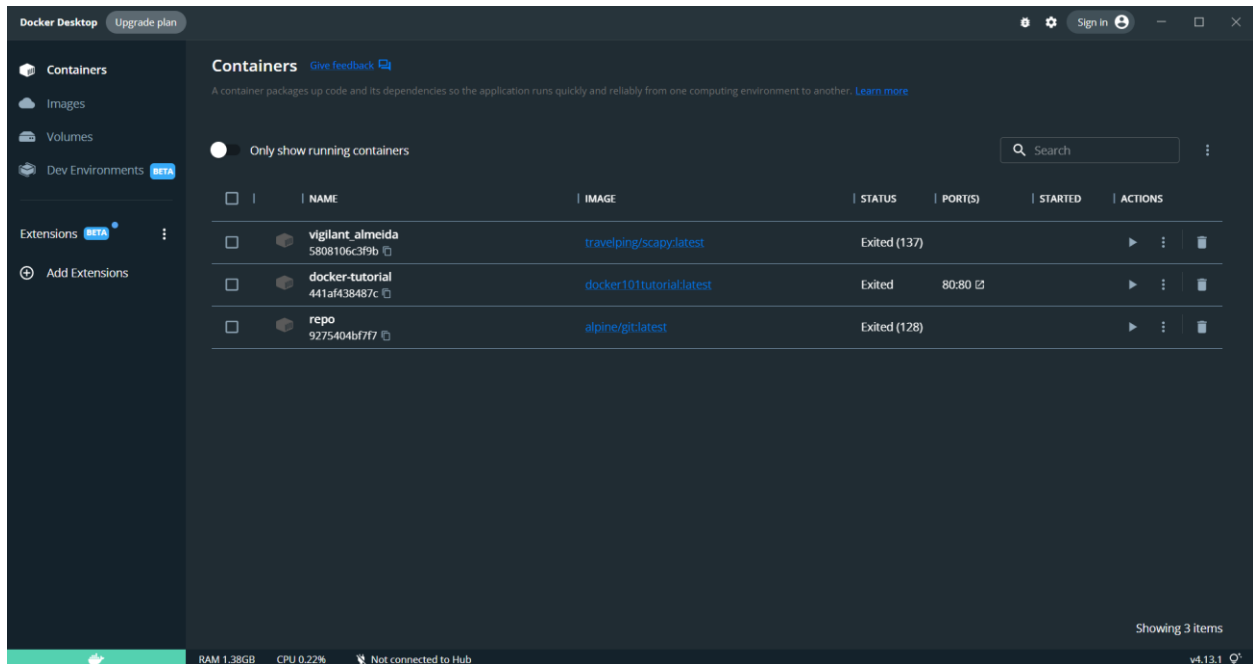 Docker Desktop Upgrade plan Sign in
Containers
Images
Volumes
Dev Environments BETA
Extensions BETA
Add Extensions
Containers Give feedback
A container packages up code and its dependencies so the application runs quickly and reliably from one computing environment to another. Learn more
Only show running containers Search
NAME IMAGE STATUS PORT(S) STARTED ACTIONS
vigilant_almeida travelping/scapy:latest Exited (137)
5808106c3f9b
docker-tutorial docker101tutorial:latest Exited 80:80
441af438487c
repo alpine/git:latest Exited (128)
9275404bf7f7
Showing 3 items
RAM 1.38GB CPU 0.22% Not connected to Hub v4.13.1